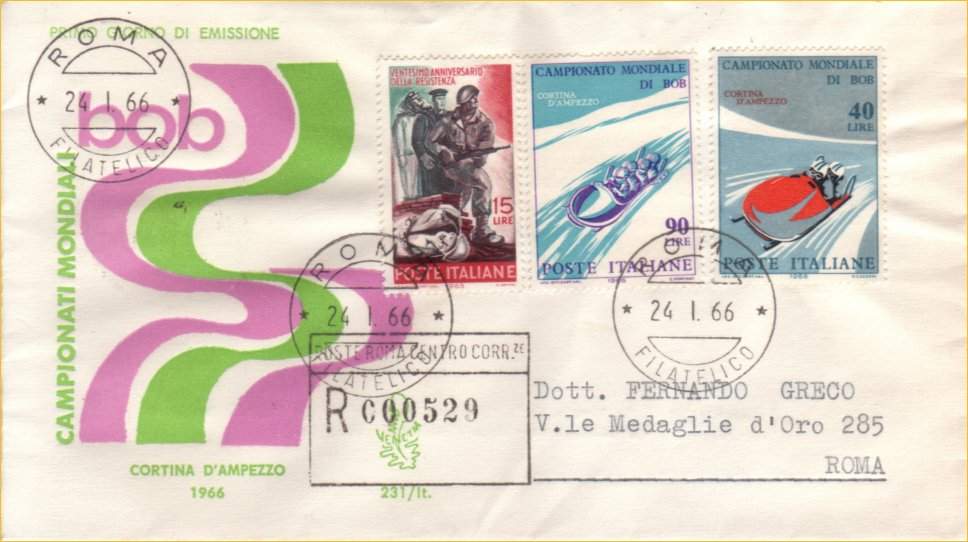 PRIMO GIORNO DI EMISSIONE
ROMA
24 I. 66
FILATELICO
bob
CAMPIONATI MONDIALI
CORTINA D'AMPEZZO
1966
VENTESIMO ANNIVERSARIO
DELLA RESISTENZA
15
LIRE
POSTE ITALIANE
CAMPIONATO MONDIALE
DI BOB
CORTINA
D'AMPEZZO
90
LIRE
POSTE ITALIANE
1966
CAMPIONATO MONDIALE
DI BOB
CORTINA
D'AMPEZZO
40
LIRE
POSTE ITALIANE
1966
ROMA
24 I. 66
FILATELICO
ROMA
24 I. 66
FILATELICO
POSTE ROMA CENTRO CORR.ZE
R C00529
VENETIA
231/It.
Dott. FERNANDO GRECO
V.le Medaglie d'Oro 285
ROMA